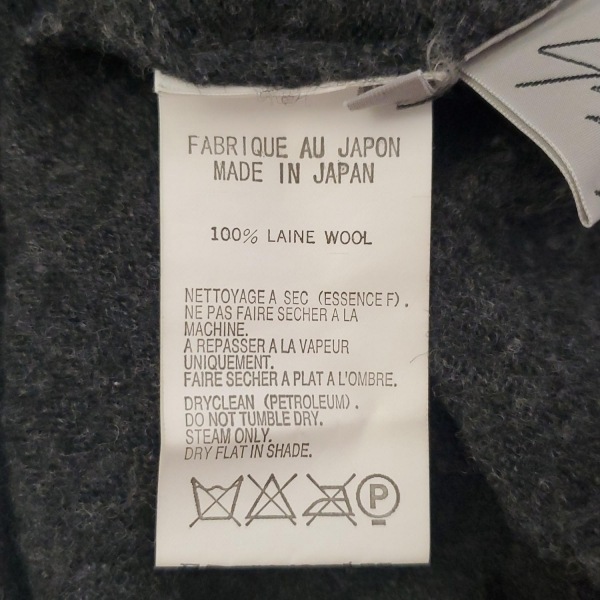 FABRIQUE AU JAPON
MADE IN JAPAN
100% LAINE WOOL
NETTOYAGE A SEC (ESSENCE F).
NE PAS FAIRE SECHER A LA
MACHINE.
A REPASSER A LA VAPEUR
UNIQUEMENT.
FAIRE SECHER A PLAT A L'OMBRE.
DRYCLEAN (PETROLEUM).
DO NOT TUMBLE DRY.
STEAM ONLY.
DRY FLAT IN SHADE.
P